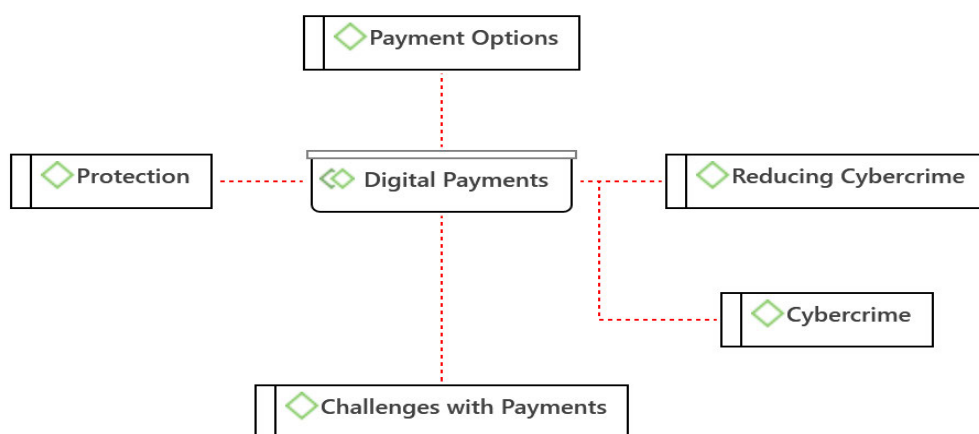 Payment Options
Protection
Digital Payments
Reducing Cybercrime
Cybercrime
Challenges with Payments